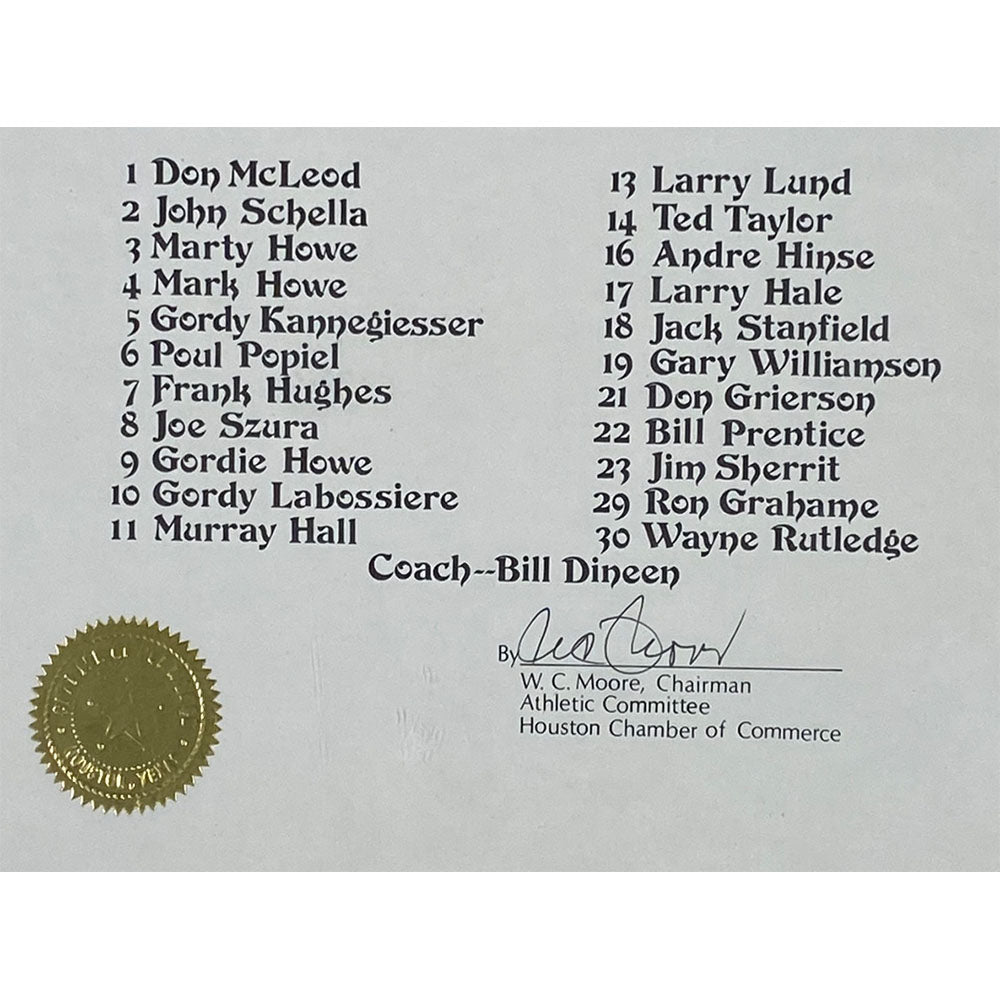 1 Don McLeod
2 John Schella
3 Marty Howe
4 Mark Howe
5 Gordy Kannegiesser
6 Poul Popiel
7 Frank Hughes
8 Joe Szura
9 Gordie Howe
10 Gordy Labossiere
11 Murray Hall
13 Larry Lund
14 Ted Taylor
16 Andre Hinse
17 Larry Hale
18 Jack Stanfield
19 Gary Williamson
21 Don Grierson
22 Bill Prentice
23 Jim Sherrit
29 Ron Grahame
30 Wayne Rutledge
Coach--Bill Dineen
By
W. C. Moore, Chairman
Athletic Committee
Houston Chamber of Commerce